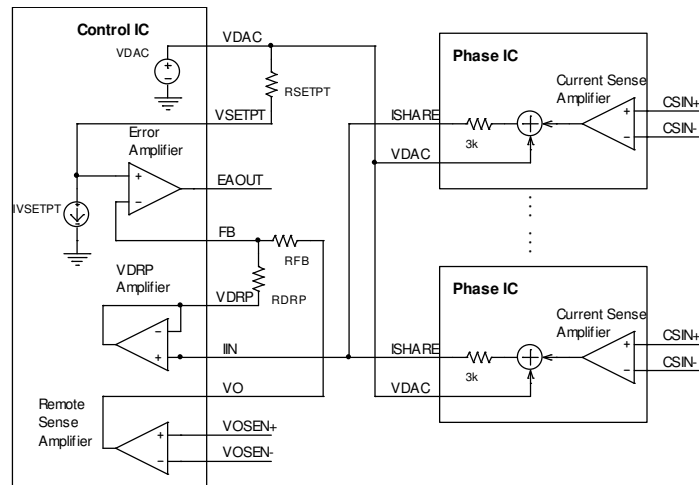 Control IC
VDAC
VDAC
RSETPT
VSETPT
Error
Amplifier
EAOUT
IVSETPT
FB
RFB
VDRP
Amplifier
VDRP
RDRP
IIN
VO
Remote
Sense
Amplifier
VOSEN+
VOSEN-
Phase IC
Current Sense
Amplifier
CSIN+
CSIN-
ISHARE
3k
VDAC
Phase IC
Current Sense
Amplifier
CSIN+
CSIN-
ISHARE
3k
VDAC